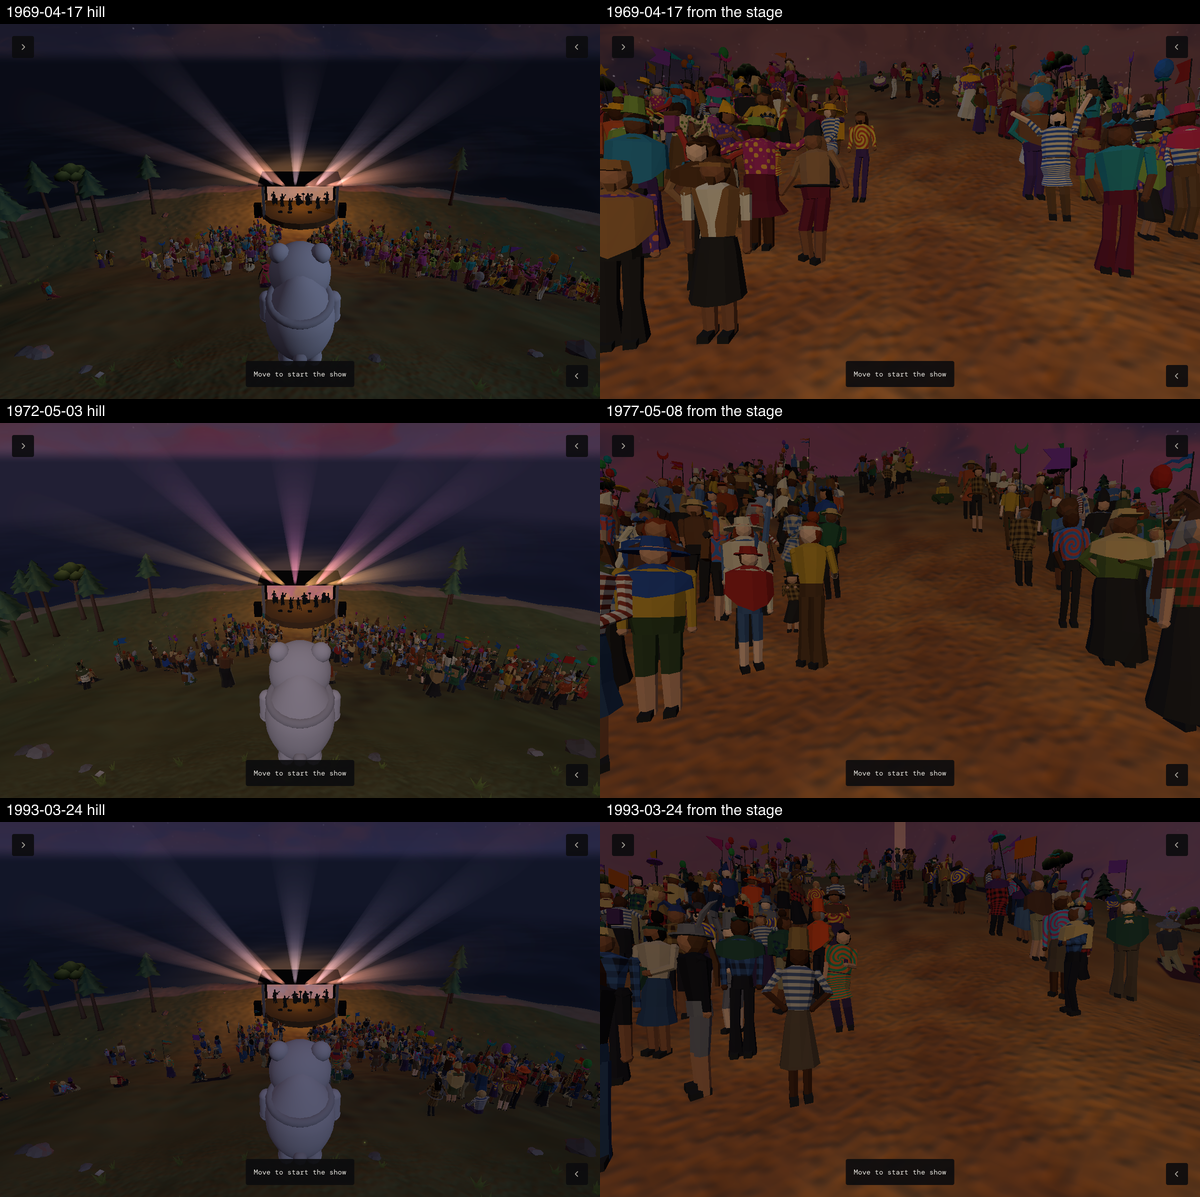 1969-04-17 hill
1969-04-17 from the stage
Move to start the show
Move to start the show
1972-05-03 hill
1977-05-08 from the stage
Move to start the show
Move to start the show
1993-03-24 hill
1993-03-24 from the stage
Move to start the show
Move to start the show